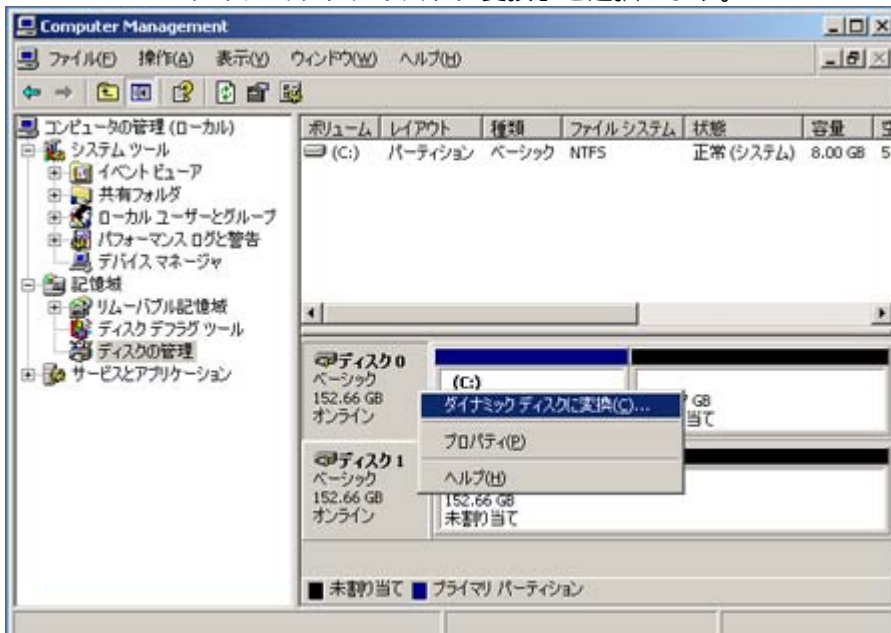 Computer Management
ファイル(F) 操作(A) 表示(V) ウィンドウ(W) ヘルプ(H)
コンピュータの管理 (ローカル)
システム ツール
イベント ビューア
共有フォルダ
ローカル ユーザーとグループ
パフォーマンス ログと警告
デバイス マネージャ
記憶域
リムーバブル記憶域
ディスク デフラグ ツール
ディスクの管理
サービスとアプリケーション
ボリューム レイアウト 種類 ファイル システム 状態 容量
(C:) パーティション ベーシック NTFS 正常 (システム) 8.00 GB 5
ディスク 0
ベーシック
152.66 GB
オンライン
(C:)
GB
当て
ダイナミック ディスクに変換(C)...
プロパティ(P)
ヘルプ(H)
ディスク 1
ベーシック
152.66 GB
オンライン
152.66 GB
未割り当て
未割り当て プライマリ パーティション